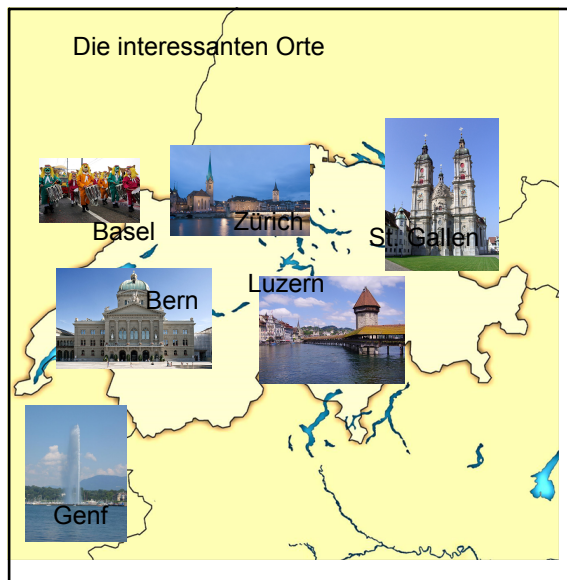 Die interessanten Orte
Basel
Zürich
St. Gallen
Bern
Luzern
Genf